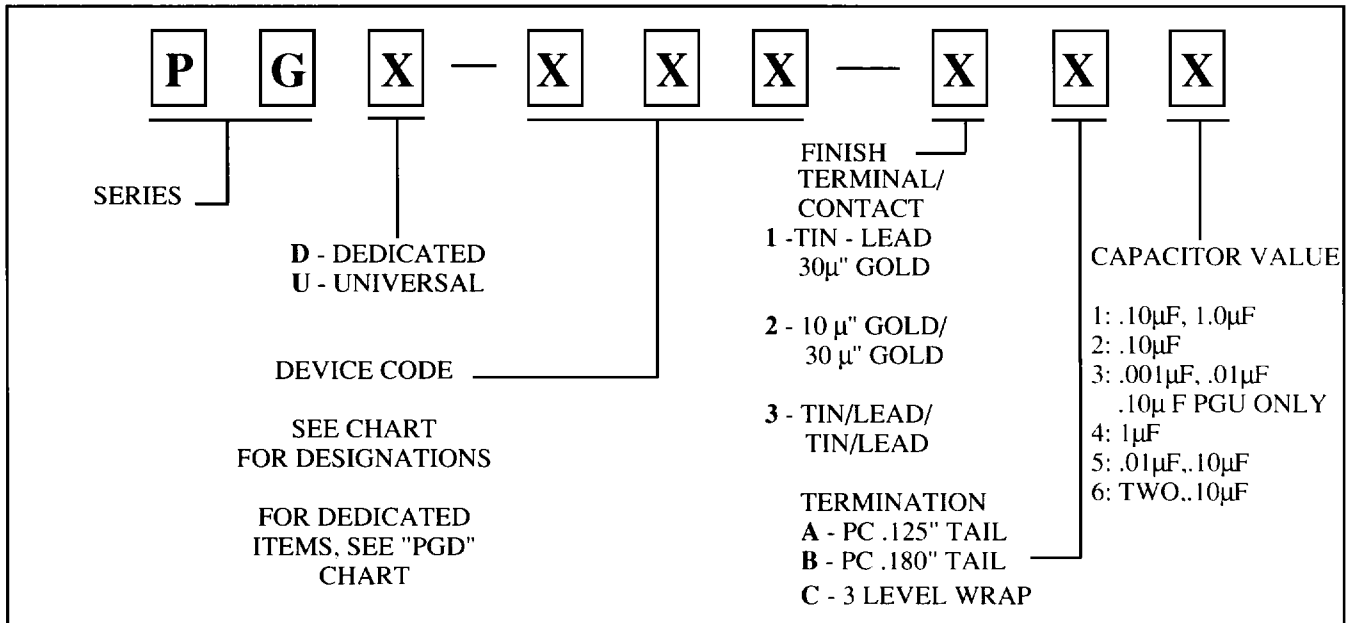 P G X — X X X — X X X
SERIES
D - DEDICATED
U - UNIVERSAL
DEVICE CODE
SEE CHART
FOR DESIGNATIONS
FOR DEDICATED
ITEMS, SEE "PGD"
CHART
FINISH
TERMINAL/
CONTACT
1 -TIN - LEAD
30µ" GOLD
2 - 10 µ" GOLD/
30 µ" GOLD
3 - TIN/LEAD/
TIN/LEAD
TERMINATION
A - PC .125" TAIL
B - PC .180" TAIL
C - 3 LEVEL WRAP
CAPACITOR VALUE
1: .10µF, 1.0µF
2: .10µF
3: .001µF, .01µF
.10µ F PGU ONLY
4: 1µF
5: .01µF,.10µF
6: TWO,.10µF